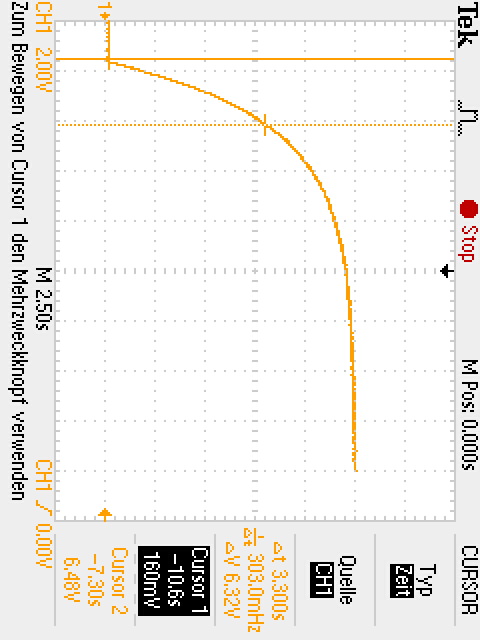 Tek Stop M Pos: 0.000s CURSOR
Typ
Zeit
Quelle
CH1
Δt 3.300s
1/Δt 303.0mHz
ΔV 6.32V
Cursor 1
-10.6s
160mV
Cursor 2
-7.30s
6.48V
1
CH1 2.00V M 2.50s CH1 0.00V
Zum Bewegen von Cursor 1 den Mehrzweckknopf verwenden